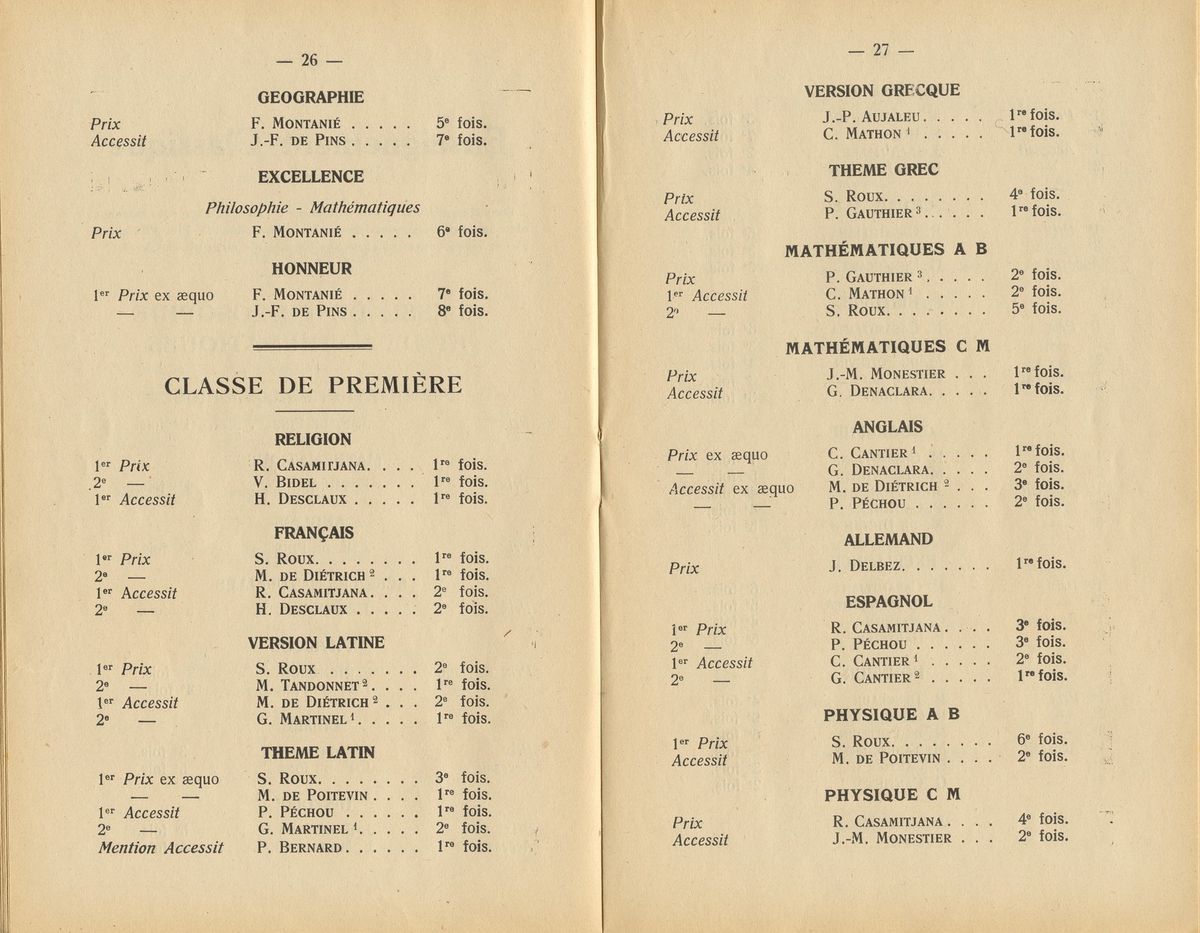 — 26 —
GEOGRAPHIE
Prix F. MONTANIÉ . . . . . 5e fois.
Accessit J.-F. DE PINS . . . . . 7e fois.
EXCELLENCE
Philosophie - Mathématiques
Prix F. MONTANIÉ . . . . . 6e fois.
HONNEUR
1er Prix ex æquo F. MONTANIÉ . . . . . 7e fois.
— — J.-F. DE PINS . . . . . 8e fois.
CLASSE DE PREMIÈRE
RELIGION
1er Prix R. CASAMITJANA. . . . 1re fois.
2e — V. BIDEL . . . . . . . 1re fois.
1er Accessit H. DESCLAUX . . . . . 1re fois.
FRANÇAIS
1er Prix S. ROUX. . . . . . . . 1re fois.
2e — M. DE DIÉTRICH 2 . . . 1re fois.
1er Accessit R. CASAMITJANA. . . . 2e fois.
2e — H. DESCLAUX . . . . . 2e fois.
VERSION LATINE
1er Prix S. ROUX . . . . . . . 2e fois.
2e — M. TANDONNET 2. . . . 1re fois.
1er Accessit M. DE DIÉTRICH 2 . . . 2e fois.
2e — G. MARTINEL 1. . . . . 1re fois.
THEME LATIN
1er Prix ex æquo S. ROUX. . . . . . . . 3e fois.
— — M. DE POITEVIN . . . . 1re fois.
1er Accessit P. PÉCHOU . . . . . . 1re fois.
2e — G. MARTINEL 1. . . . . 2e fois.
Mention Accessit P. BERNARD. . . . . . 1re fois.
— 27 —
VERSION GRECQUE
Prix J.-P. AUJALEU. . . . . 1re fois.
Accessit C. MATHON 1 . . . . . 1re fois.
THEME GREC
Prix S. ROUX. . . . . . . . 4e fois.
Accessit P. GAUTHIER 3. . . . . 1re fois.
MATHÉMATIQUES A B
Prix P. GAUTHIER 3. . . . . 2e fois.
1er Accessit C. MATHON 1 . . . . . 2e fois.
2e — S. ROUX. . . . . . . . 5e fois.
MATHÉMATIQUES C M
Prix J.-M. MONESTIER . . . 1re fois.
Accessit G. DENACLARA. . . . . 1re fois.
ANGLAIS
Prix ex æquo C. CANTIER 1 . . . . . 1re fois.
— — G. DENACLARA. . . . . 2e fois.
Accessit ex æquo M. DE DIÉTRICH 2 . . . 3e fois.
— — P. PÉCHOU . . . . . . 2e fois.
ALLEMAND
Prix J. DELBEZ. . . . . . . 1re fois.
ESPAGNOL
1er Prix R. CASAMITJANA. . . . 3e fois.
2e — P. PÉCHOU . . . . . . 3e fois.
1er Accessit C. CANTIER 1 . . . . . 2e fois.
2e — G. CANTIER 2 . . . . . 1re fois.
PHYSIQUE A B
1er Prix S. ROUX. . . . . . . . 6e fois.
Accessit M. DE POITEVIN . . . . 2e fois.
PHYSIQUE C M
Prix R. CASAMITJANA. . . . 4e fois.
Accessit J.-M. MONESTIER . . . 2e fois.